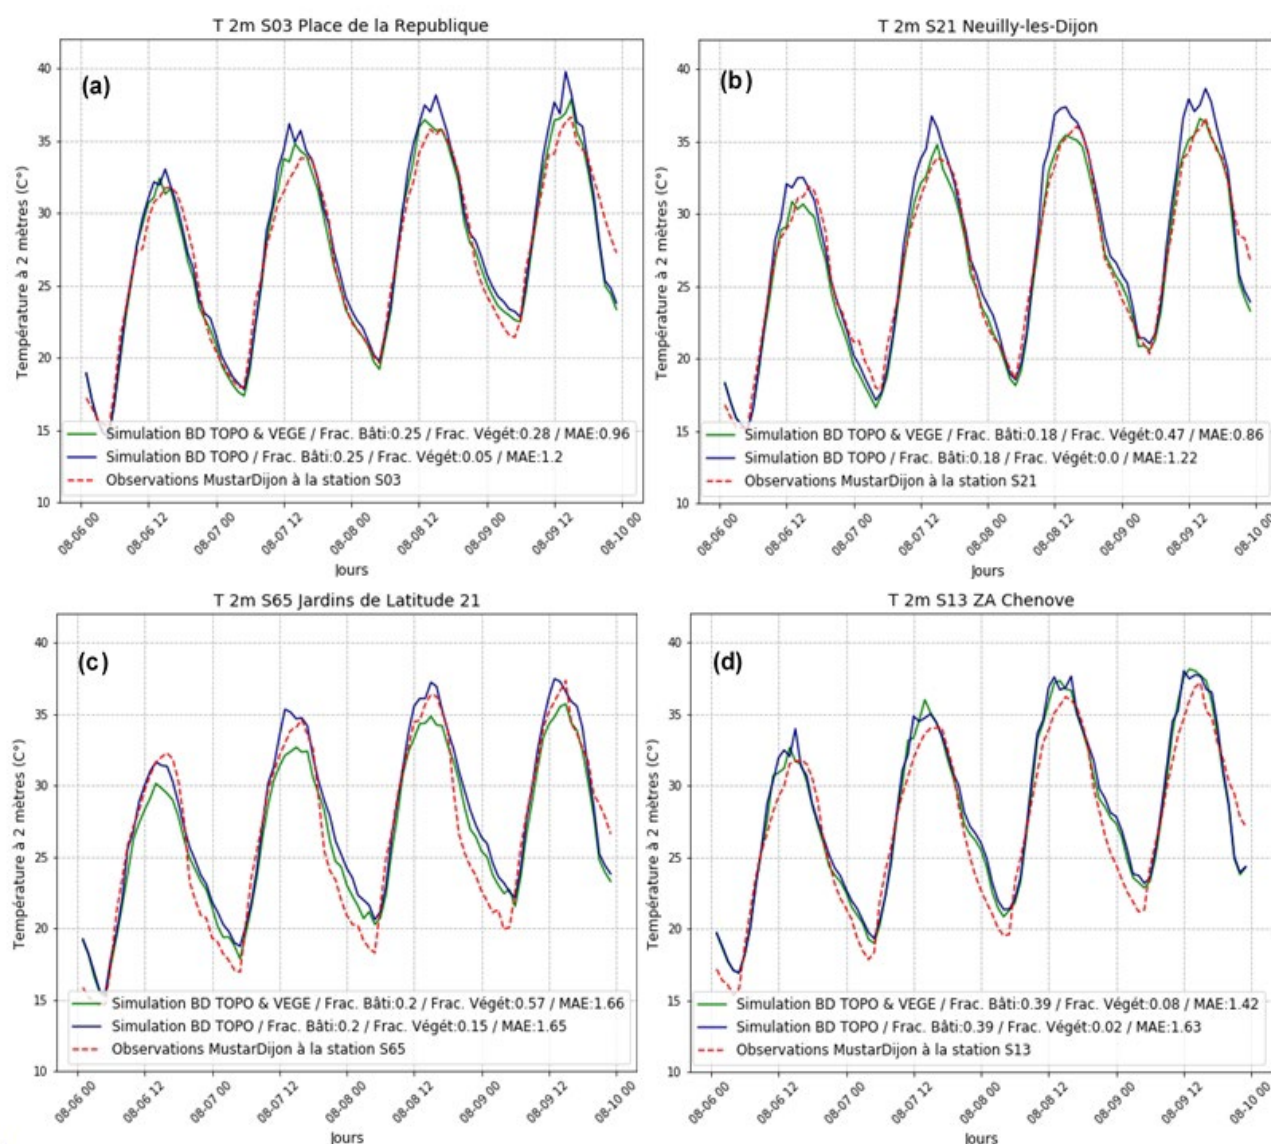 T 2m S03 Place de la Republique
(a)
Température à 2 mètres (C°)
40
35
30
25
20
15
10
Simulation BD TOPO & VEGE / Frac. Bâti:0.25 / Frac. Végét:0.28 / MAE:0.96
Simulation BD TOPO / Frac. Bâti:0.25 / Frac. Végét:0.05 / MAE:1.2
Observations MustarDijon à la station S03
08-06 00
08-06 12
08-07 00
08-07 12
08-08 00
08-08 12
08-09 00
08-09 12
08-10 00
Jours
T 2m S21 Neuilly-les-Dijon
(b)
Température à 2 mètres (C°)
40
35
30
25
20
15
10
Simulation BD TOPO & VEGE / Frac. Bâti:0.18 / Frac. Végét:0.47 / MAE:0.86
Simulation BD TOPO / Frac. Bâti:0.18 / Frac. Végét:0.0 / MAE:1.22
Observations MustarDijon à la station S21
08-06 00
08-06 12
08-07 00
08-07 12
08-08 00
08-08 12
08-09 00
08-09 12
08-10 00
Jours
T 2m S65 Jardins de Latitude 21
(c)
Température à 2 mètres (C°)
40
35
30
25
20
15
10
Simulation BD TOPO & VEGE / Frac. Bâti:0.2 / Frac. Végét:0.57 / MAE:1.66
Simulation BD TOPO / Frac. Bâti:0.2 / Frac. Végét:0.15 / MAE:1.65
Observations MustarDijon à la station S65
08-06 00
08-06 12
08-07 00
08-07 12
08-08 00
08-08 12
08-09 00
08-09 12
08-10 00
Jours
T 2m S13 ZA Chenove
(d)
Température à 2 mètres (C°)
40
35
30
25
20
15
10
Simulation BD TOPO & VEGE / Frac. Bâti:0.39 / Frac. Végét:0.08 / MAE:1.42
Simulation BD TOPO / Frac. Bâti:0.39 / Frac. Végét:0.02 / MAE:1.63
Observations MustarDijon à la station S13
08-06 00
08-06 12
08-07 00
08-07 12
08-08 00
08-08 12
08-09 00
08-09 12
08-10 00
Jours